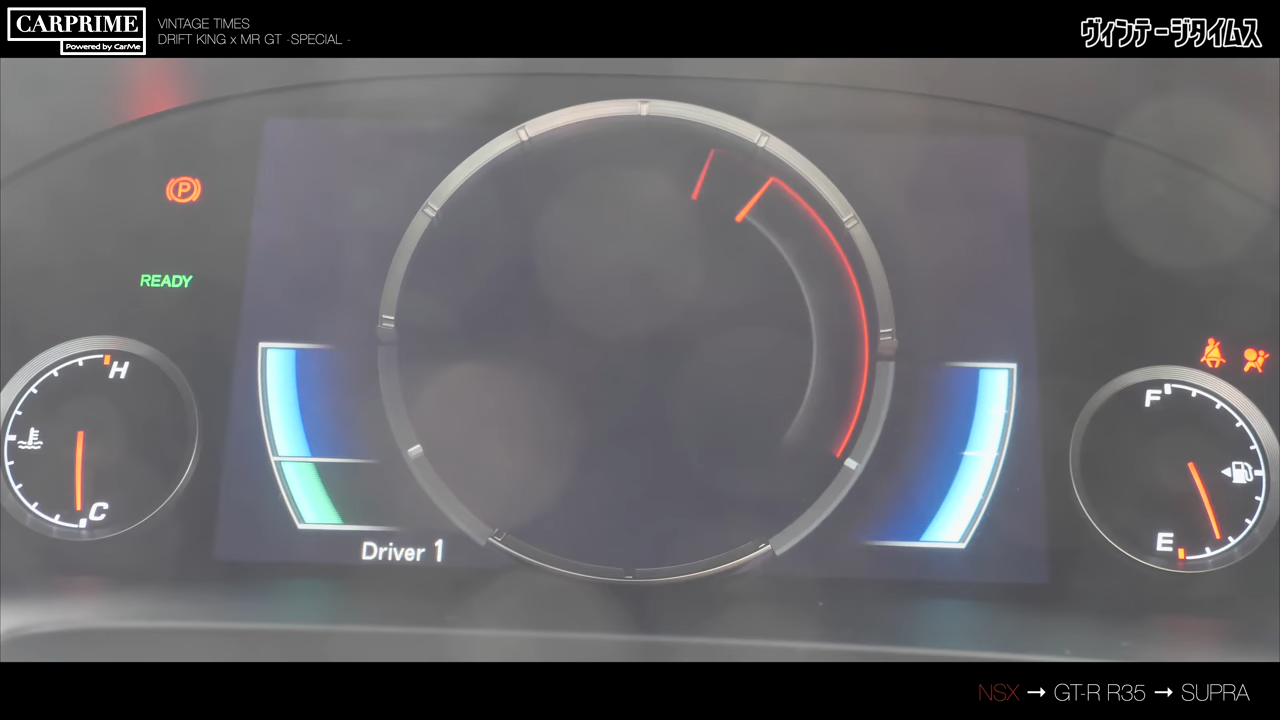 CARPRIME
Powered by CarMe
VINTAGE TIMES
DRIFT KING x MR GT -SPECIAL -
ヴィンテージタイムス
P
READY
H
C
Driver 1
F
E
NSX → GT-R R35 → SUPRA